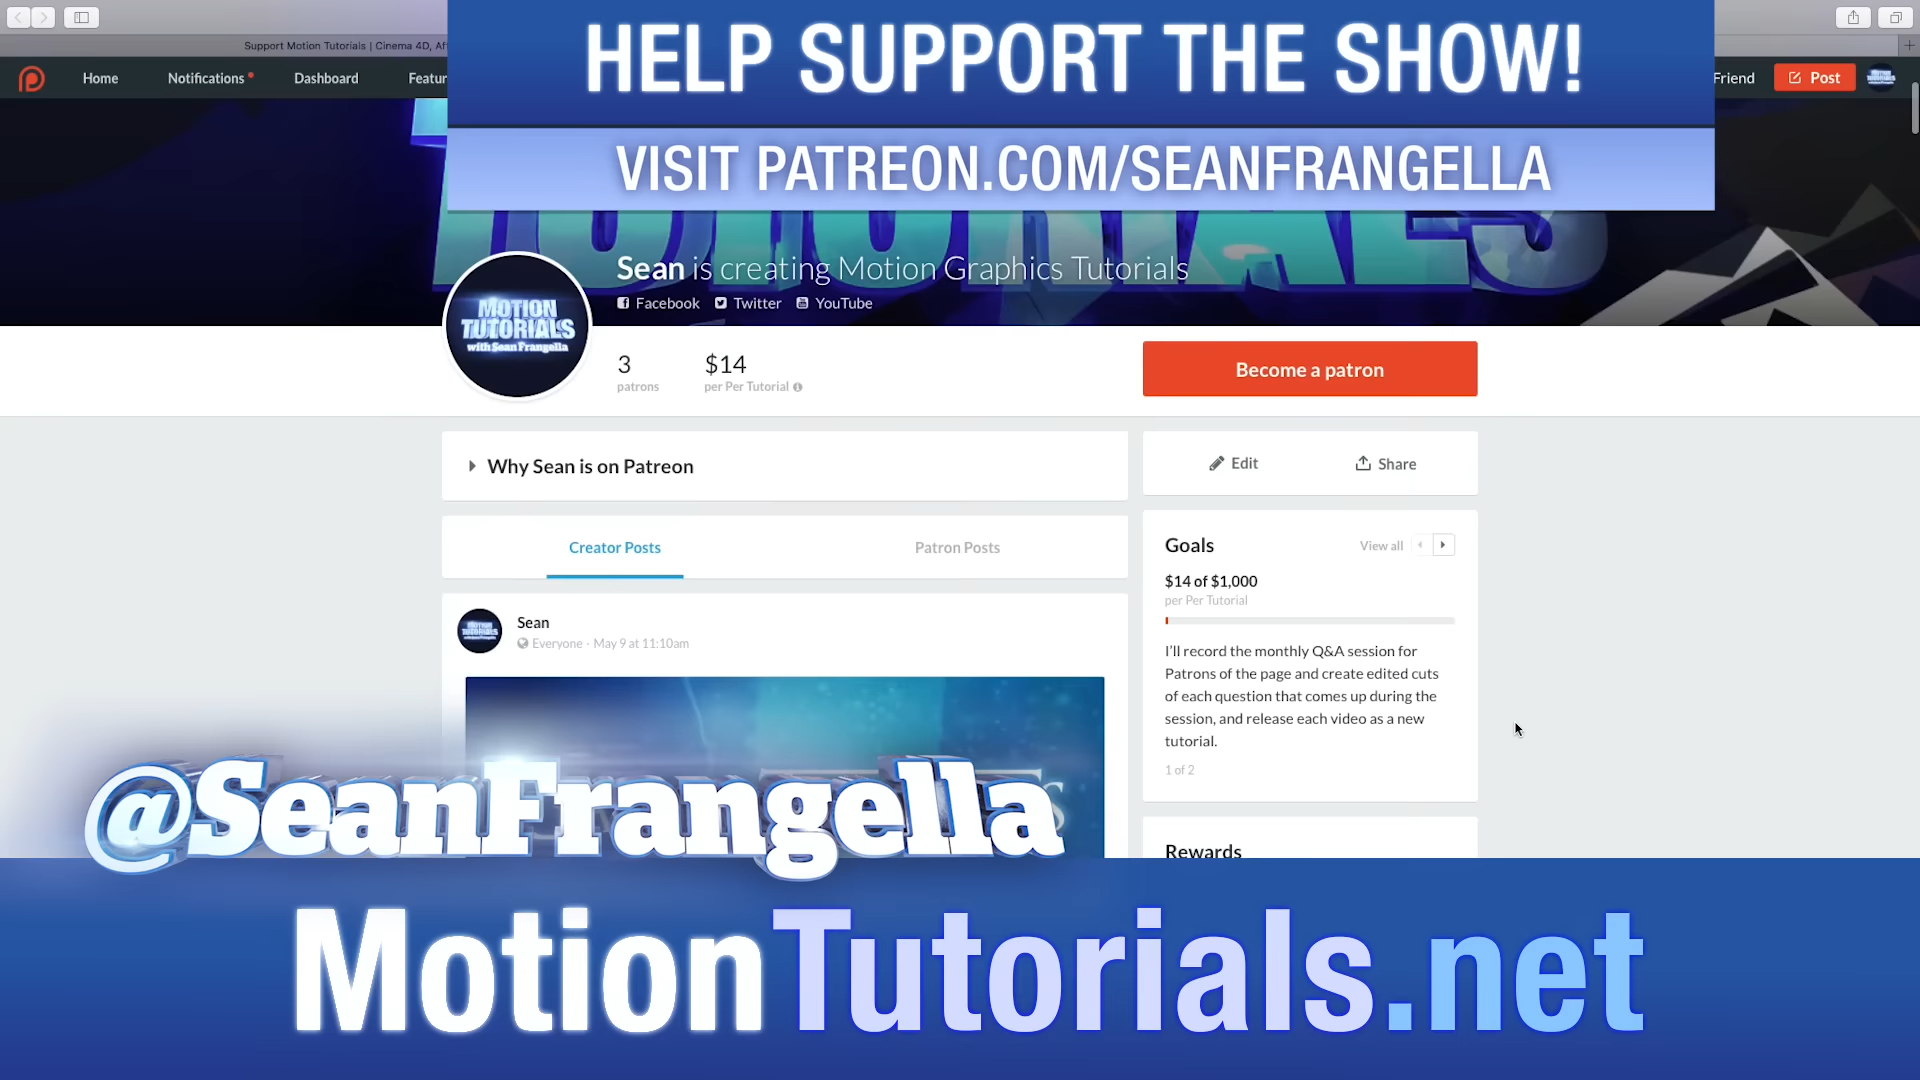 HELP SUPPORT THE SHOW!
VISIT PATREON.COM/SEANFRANGELLA
Support Motion Tutorials | Cinema 4D, Af
Home
Notifications
Dashboard
Featur
Friend
Post
Sean is creating Motion Graphics Tutorials
Facebook
Twitter
YouTube
MOTION
TUTORIALS
with Sean Frangella
3
patrons
$14
per Per Tutorial
Become a patron
Why Sean is on Patreon
Edit
Share
Creator Posts
Patron Posts
Goals
View all
$14 of $1,000
per Per Tutorial
I'll record the monthly Q&A session for
Patrons of the page and create edited cuts
of each question that comes up during the
session, and release each video as a new
tutorial.
1 of 2
Sean
Everyone - May 9 at 11:10am
Rewards
@SeanFrangella
MotionTutorials.net